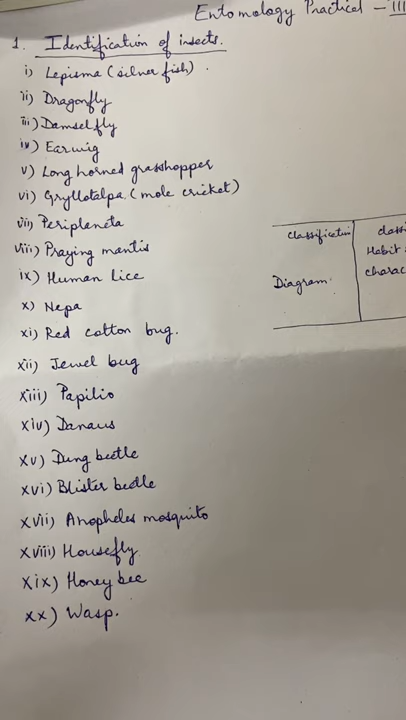 Entomology Practical - III
1. Identification of insects.
i) Lepisma (silver fish).
ii) Dragonfly
iii) Damselfly
iv) Earwig
v) Long horned grasshopper
vi) Gryllotalpa (mole cricket)
vii) Periplaneta
viii) Praying mantis
ix) Human lice
x) Nepa
xi) Red cotton bug.
xii) Jewel bug
xiii) Papilio
xiv) Danaus
xv) Dung beetle
xvi) Blister beetle
xvii) Anopheles mosquito
xviii) Housefly
xix) Honey bee
xx) Wasp.
Classification
Diagram
Habit